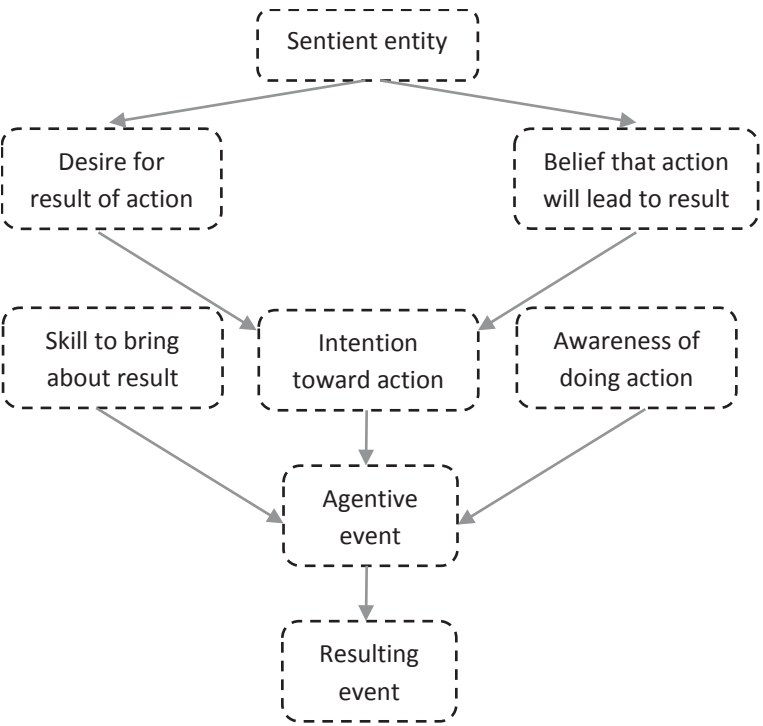 Sentient entity
Desire for
result of action
Belief that action
will lead to result
Skill to bring
about result
Intention
toward action
Awareness of
doing action
Agentive
event
Resulting
event